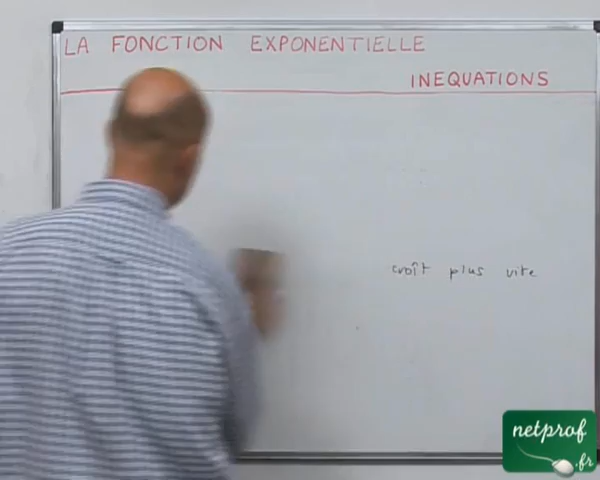 LA FONCTION EXPONENTIELLE
INEQUATIONS
croît plus vite
netprof
.fr